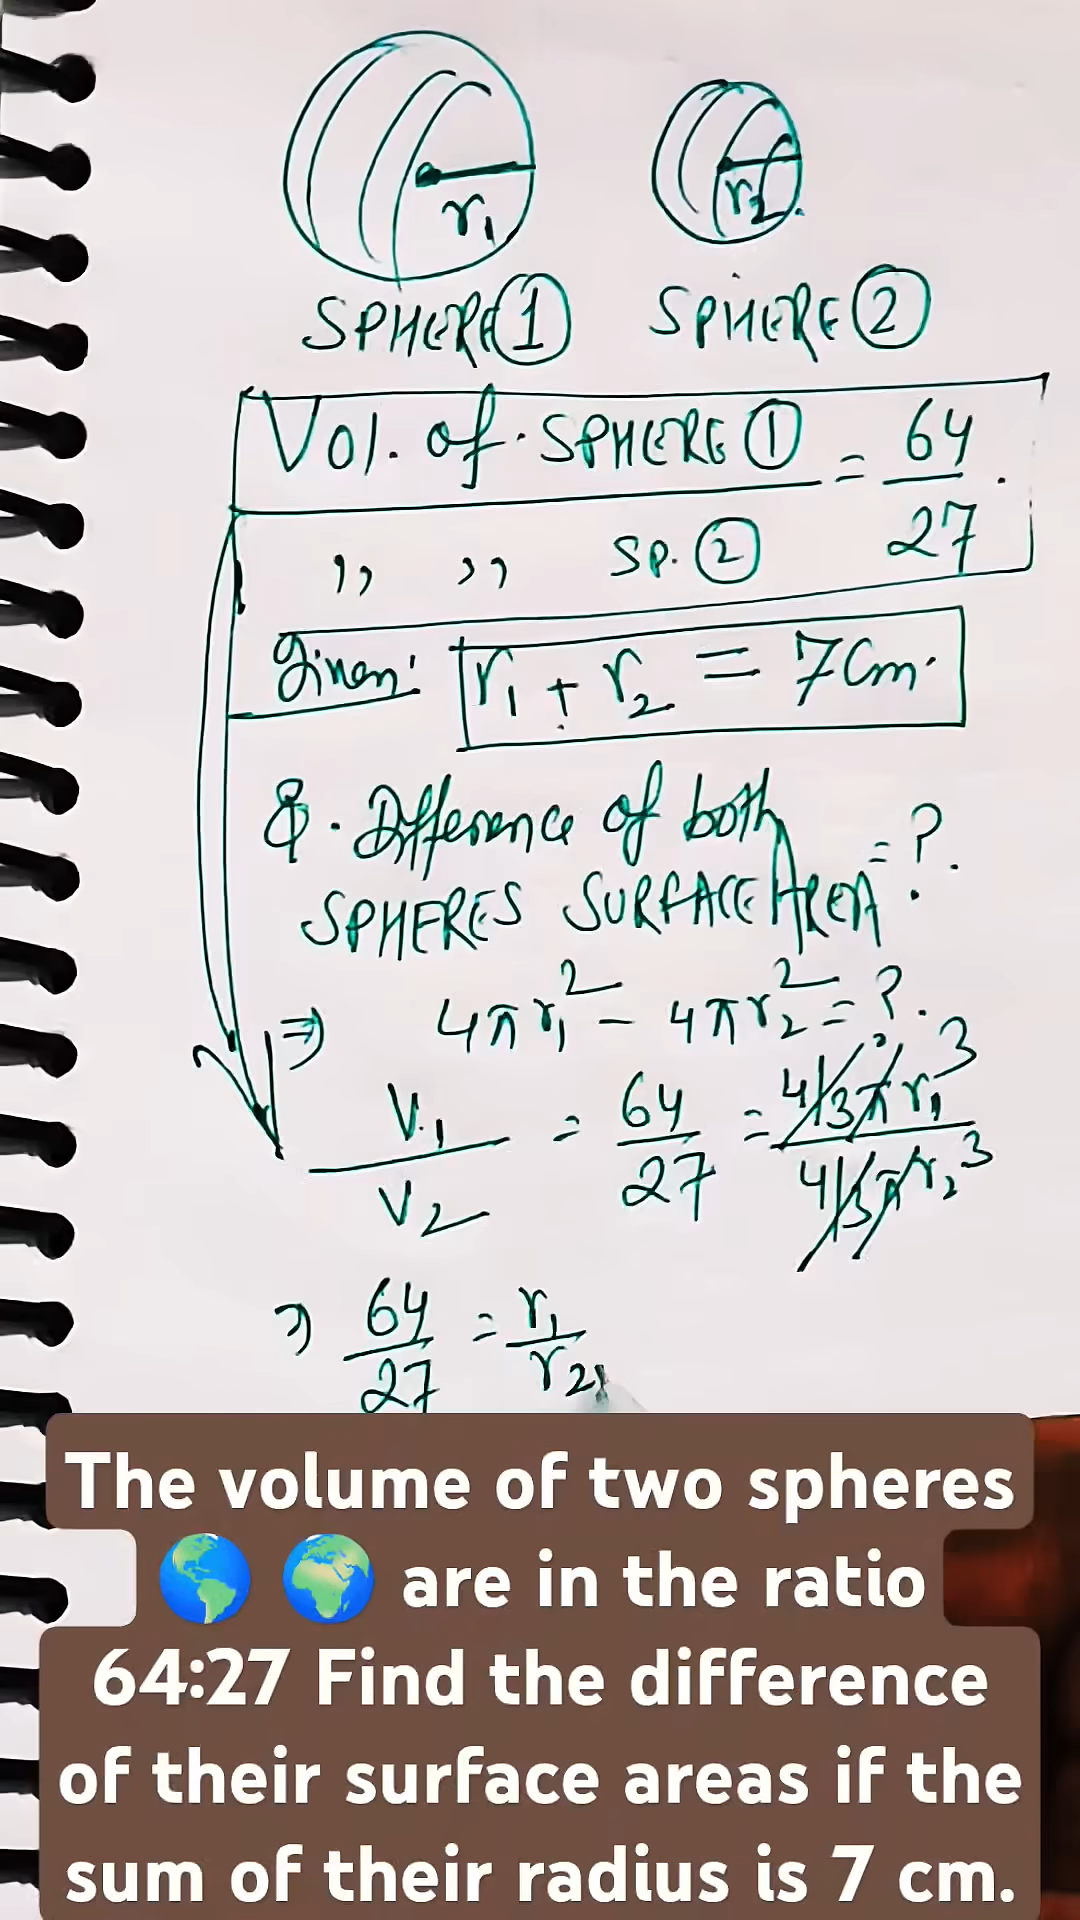 r₁
r₂
SPHERE ①
SPHERE ②
Vol. of. SPHERE ① = 64
,, ,, SP. ② 27
Given: r₁ + r₂ = 7 Cm.
& . Difference of both
SPHERES SURFACE AREA = ?
⇒ 4πr₁² - 4πr₂² = ?
V₁ / V₂ = 64 / 27 = 4/3πr₁³ / 4/3πr₂³
⇒ 64 / 27 = r₁ / r₂
The volume of two spheres
🌎 🌍 are in the ratio
64:27 Find the difference
of their surface areas if the
sum of their radius is 7 cm.